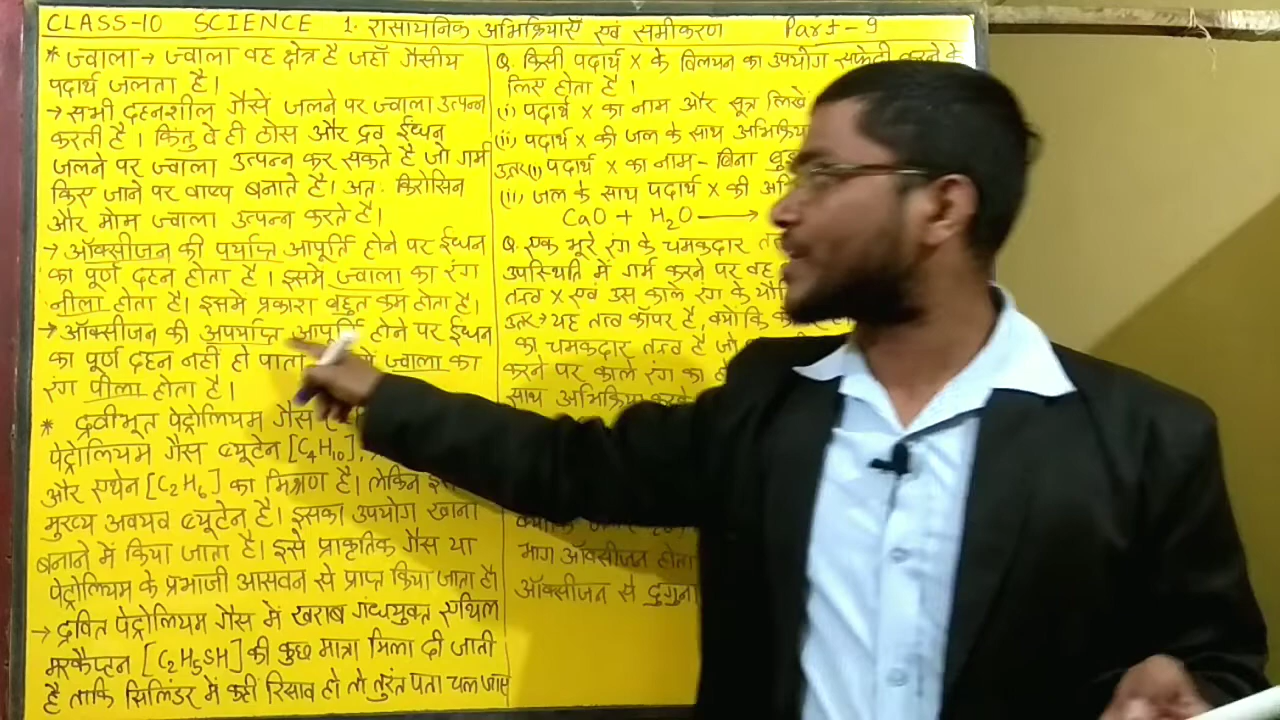 CLASS-10 SCIENCE 1. रासायनिक अभिक्रियाएँ एवं समीकरण Part-9
* ज्वाला → ज्वाला वह क्षेत्र है जहाँ गैसीय
पदार्थ जलता है।
→ सभी दहनशील गैसें जलने पर ज्वाला उत्पन्न
करती है। किंतु वे ही ठोस और द्रव ईंधन
जलने पर ज्वाला उत्पन्न कर सकते है जो गर्म
किए जाने पर वाष्प बनाते है। अतः किरोसिन
और मोम ज्वाला उत्पन्न करते है।
→ ऑक्सीजन की पर्याप्त आपूर्ति होने पर ईंधन
का पूर्ण दहन होता है। इसमे ज्वाला का रंग
नीला होता है। इसमे प्रकाश बहुत कम होता है।
→ ऑक्सीजन की अपर्याप्त आपूर्ति होने पर ईंधन
का पूर्ण दहन नहीं हो पाता ज्वाला का
रंग पीला होता है।
* द्रवीभूत पेट्रोलियम गैस
पेट्रोलियम गैस ब्यूटेन [C4H10],
और एथेन [C2H6] का मिश्रण है। लेकिन
मुख्य अवयव ब्यूटेन है। इसका उपयोग खाना
बनाने में किया जाता है। इसे प्राकृतिक गैस या
पेट्रोलियम के प्रभाजी आसवन से प्राप्त किया जाता है।
→ द्रवित पेट्रोलियम गैस में खराब गंधयुक्त एथिल
मरकैप्टन [C2H5SH] की कुछ मात्रा मिला दी जाती
है ताकि सिलिंडर में कहीं रिसाव हो तो तुरंत पता चल जाए
Q. किसी पदार्थ X के विलयन का उपयोग सफेदी करने के
लिए होता है।
(i) पदार्थ X का नाम और सूत्र लिखें
(ii) पदार्थ X की जल के साथ
उत्तर(i) पदार्थ X का नाम - बिना
(ii) जल के साथ पदार्थ X की
CaO + H2O →
Q. एक भूरे रंग के चमकदार
उपस्थिति में गर्म करने पर वह
तत्व X एवं उस काले रंग के
उत्तर → यह तत्व कॉपर है, क्योंकि
का चमकदार तत्व है जो
करने पर काले रंग का
साथ अभिक्रिया करके
भाग ऑक्सीजन होता
ऑक्सीजन से दुगुना